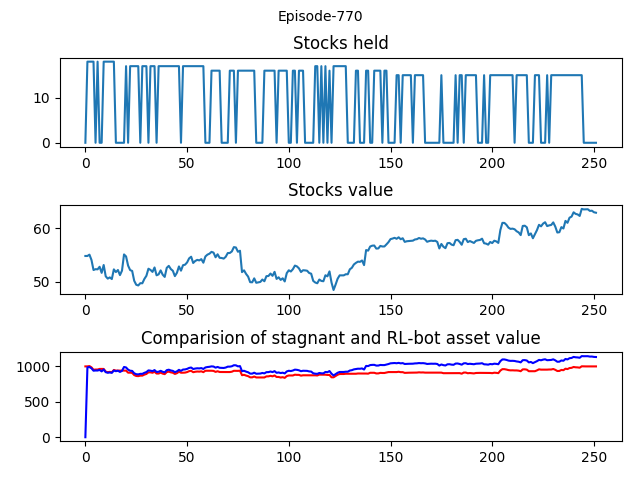 Episode-770
Stocks held
10
0
0 50 100 150 200 250
Stocks value
60
50
0 50 100 150 200 250
Comparision of stagnant and RL-bot asset value
1000
500
0
0 50 100 150 200 250